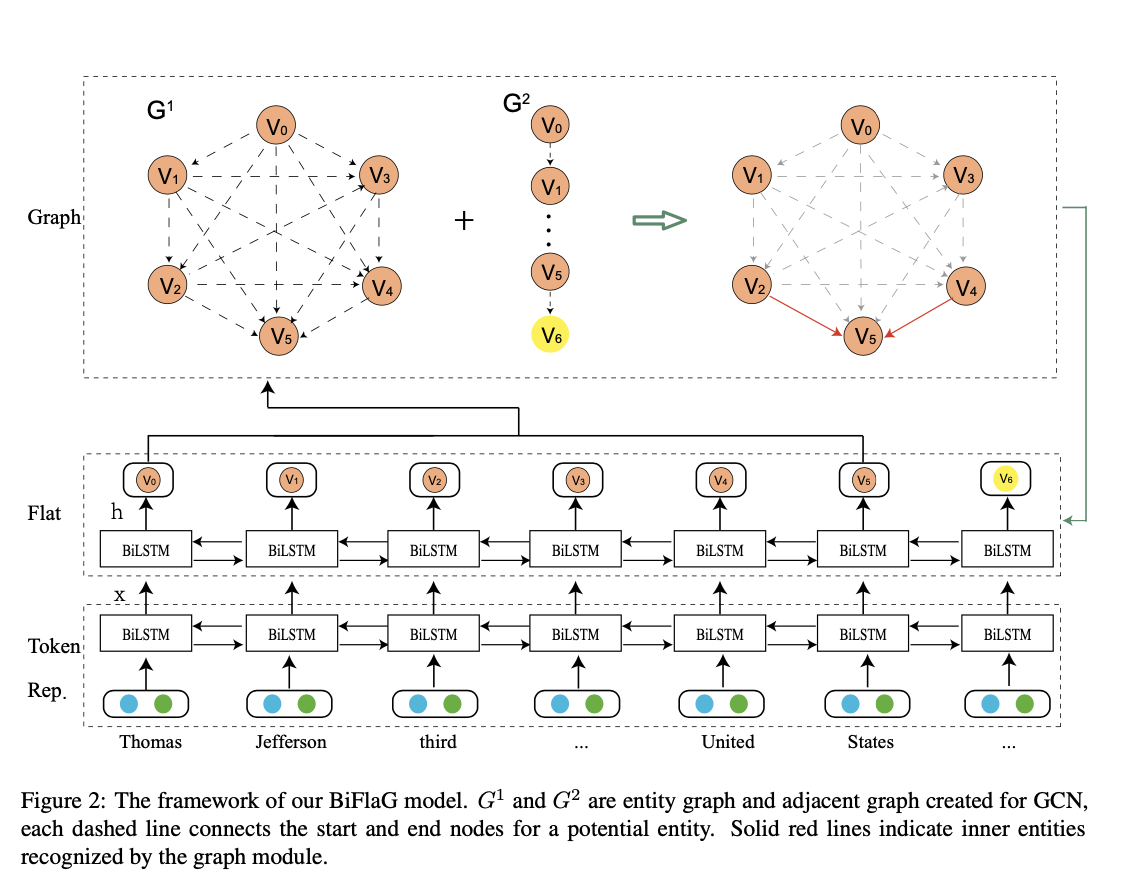 G¹ G²
V₀ V₀ V₀
V₁ V₃ V₁ V₁ V₃
Graph + ⋮
V₂ V₄ V₅ V₂ V₄
V₅ V₆ V₅
V₀ V₁ V₂ V₃ V₄ V₅ V₆
Flat h
BiLSTM BiLSTM BiLSTM BiLSTM BiLSTM BiLSTM BiLSTM
x
BiLSTM BiLSTM BiLSTM BiLSTM BiLSTM BiLSTM BiLSTM
Token
Rep.
Thomas Jefferson third ... United States ...
Figure 2: The framework of our BiFlaG model. G¹ and G² are entity graph and adjacent graph created for GCN,
each dashed line connects the start and end nodes for a potential entity. Solid red lines indicate inner entities
recognized by the graph module.